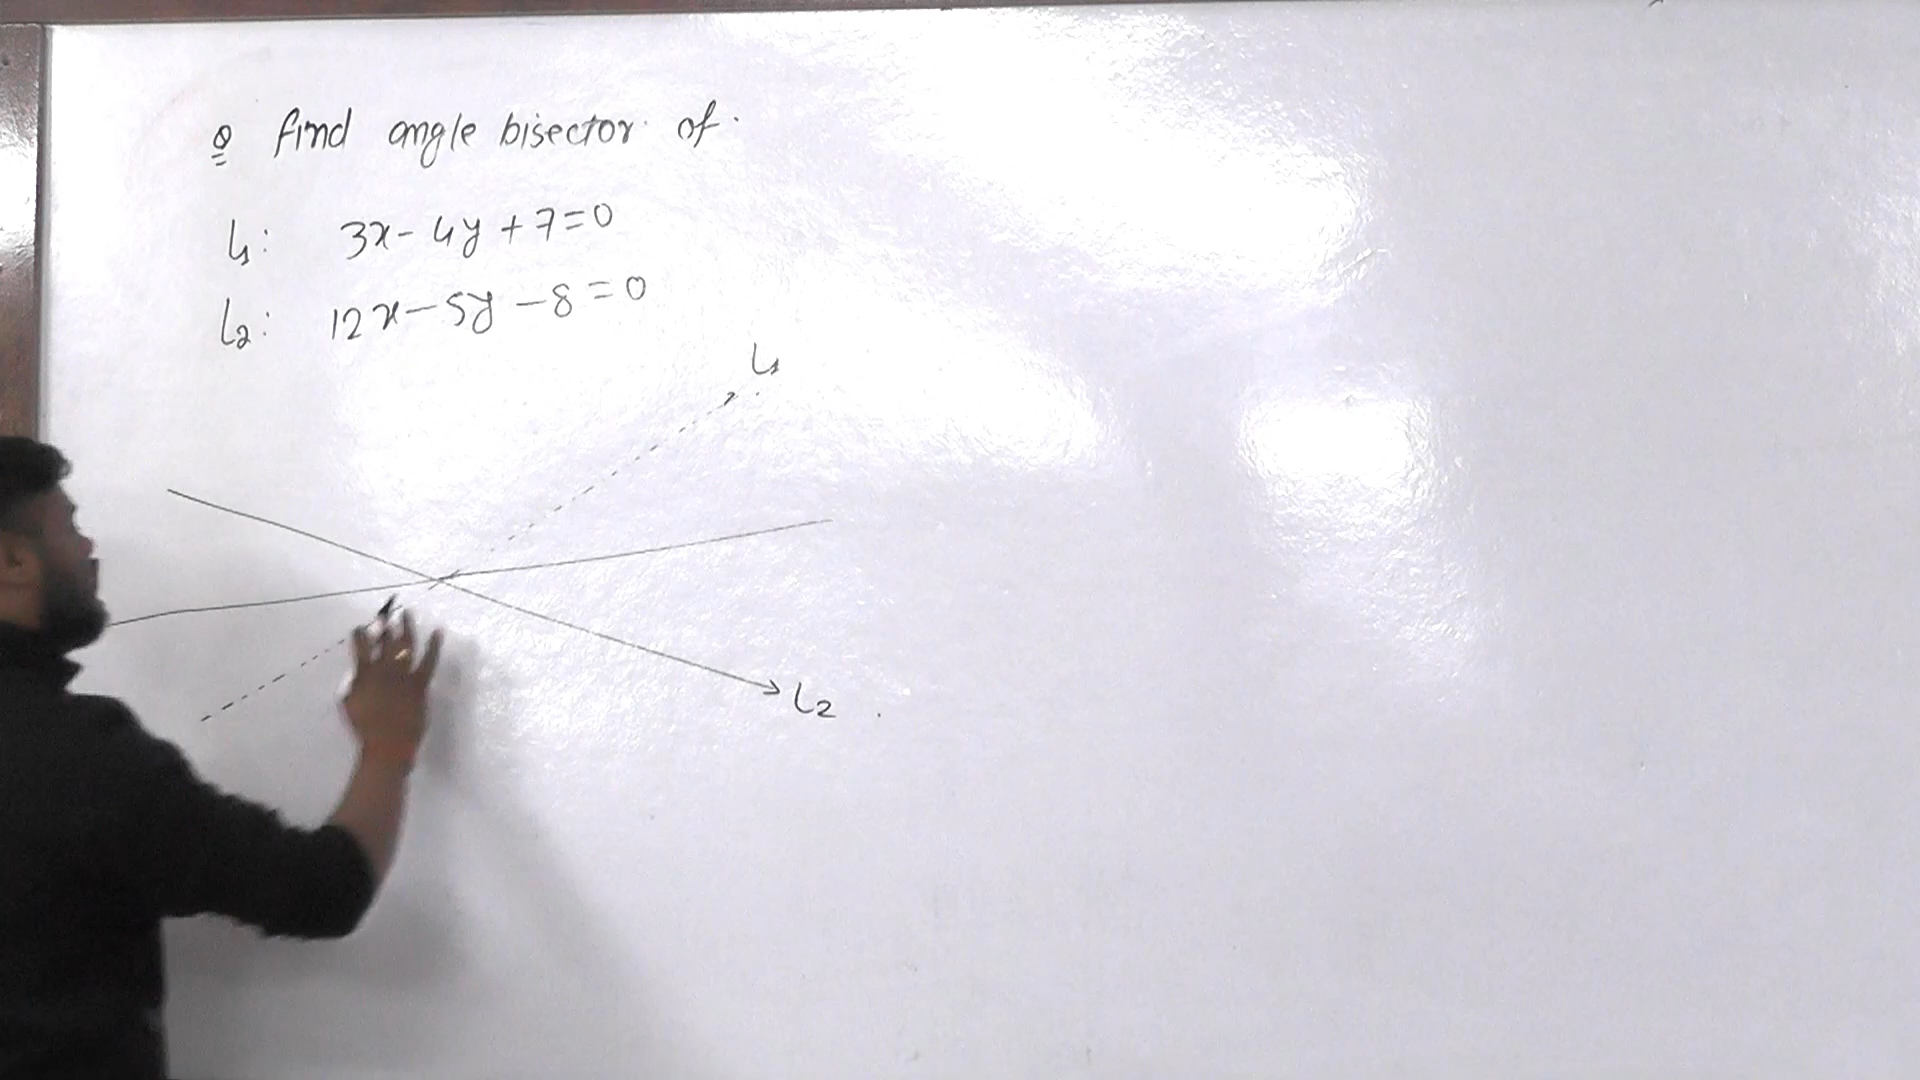 Q find angle bisector of.
L1: 3x - 4y + 7 = 0
L2: 12x - 5y - 8 = 0
L1
L2